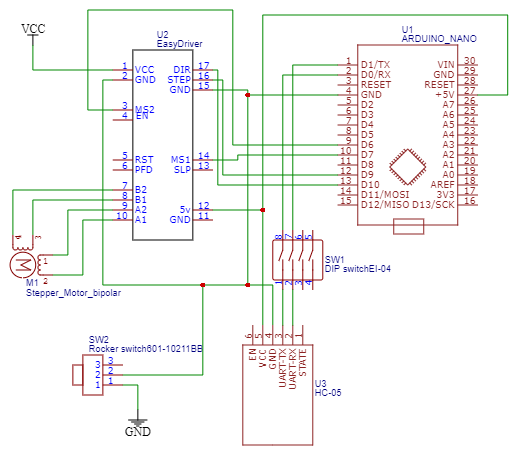 VCC
U2
EasyDriver
1 VCC
2 GND
3 MS2
4 EN
5 RST
6 PFD
7 B2
8 B1
9 A2
10 A1
DIR 17
STEP 16
GND 15
MS1 14
SLP 13
5v 12
GND 11
U1
ARDUINO_NANO
1 D1/TX
2 D0/RX
3 RESET
4 GND
5 D2
6 D3
7 D4
8 D5
9 D6
10 D7
11 D8
12 D9
13 D10
14 D11/MOSI
15 D12/MISO
VIN 30
GND 29
RESET 28
+5V 27
A7 26
A6 25
A5 24
A4 23
A3 22
A2 21
A1 20
A0 19
AREF 18
3V3 17
D13/SCK 16
4 3
M
1
2
M1
Stepper_Motor_bipolar
8 7 6 5
1 2 3 4
SW1
DIP switchEI-04
SW2
Rocker switch601-10211BB
3 3
2 2
1 1
GND
6 5 4 3 2 1
EN
VCC
GND
UART-TX
UART-RX
STATE
U3
HC-05